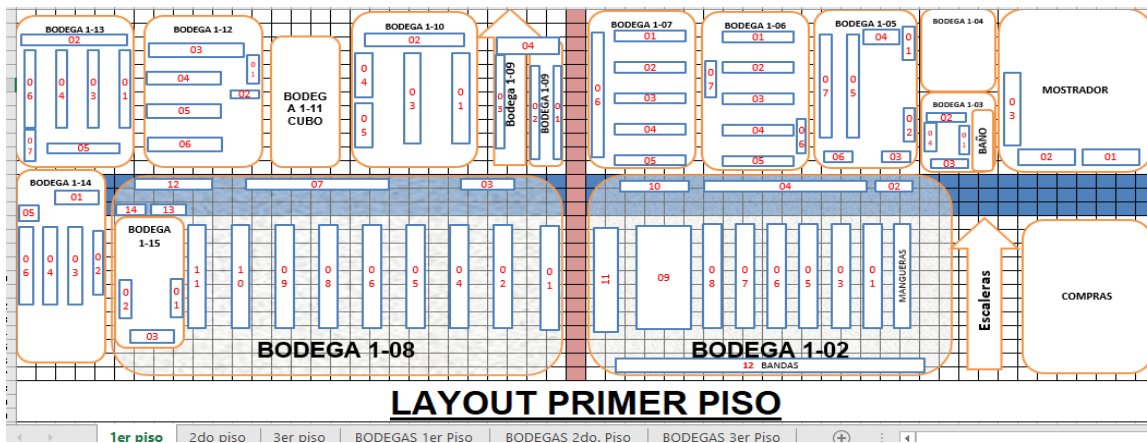 BODEGA 1-13
02
06
04
03
01
07
05
BODEGA 1-12
03
01
04
02
05
06
BODEG
A 1-11
CUBO
BODEGA 1-10
02
04
03
01
05
04
03
Bodega 1-09
02
BODEGA 1-09
01
BODEGA 1-07
01
02
03
04
05
06
BODEGA 1-06
01
02
07
03
04
06
05
BODEGA 1-05
04
01
07
05
02
06
03
BODEGA 1-04
BODEGA 1-03
02
04
01
03
BAÑO
MOSTRADOR
03
02
01
BODEGA 1-14
01
05
06
04
03
02
12
07
03
14
13
BODEGA
1-15
02
01
03
11
10
09
08
06
05
04
02
01
BODEGA 1-08
10
04
02
11
09
08
07
06
05
03
01
MANGUERAS
BODEGA 1-02
12 BANDAS
Escaleras
COMPRAS
LAYOUT PRIMER PISO
1er piso
2do piso
3er piso
BODEGAS 1er Piso
BODEGAS 2do. Piso
BODEGAS 3er Piso